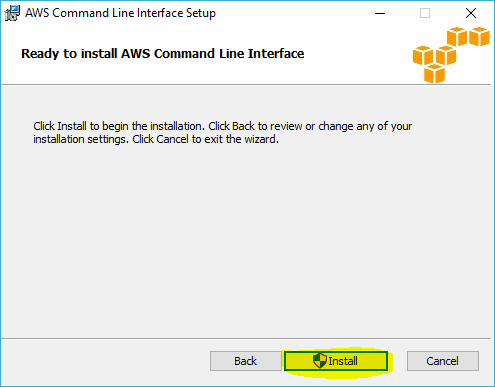 AWS Command Line Interface Setup
Ready to install AWS Command Line Interface
Click Install to begin the installation. Click Back to review or change any of your
installation settings. Click Cancel to exit the wizard.
Back
Install
Cancel